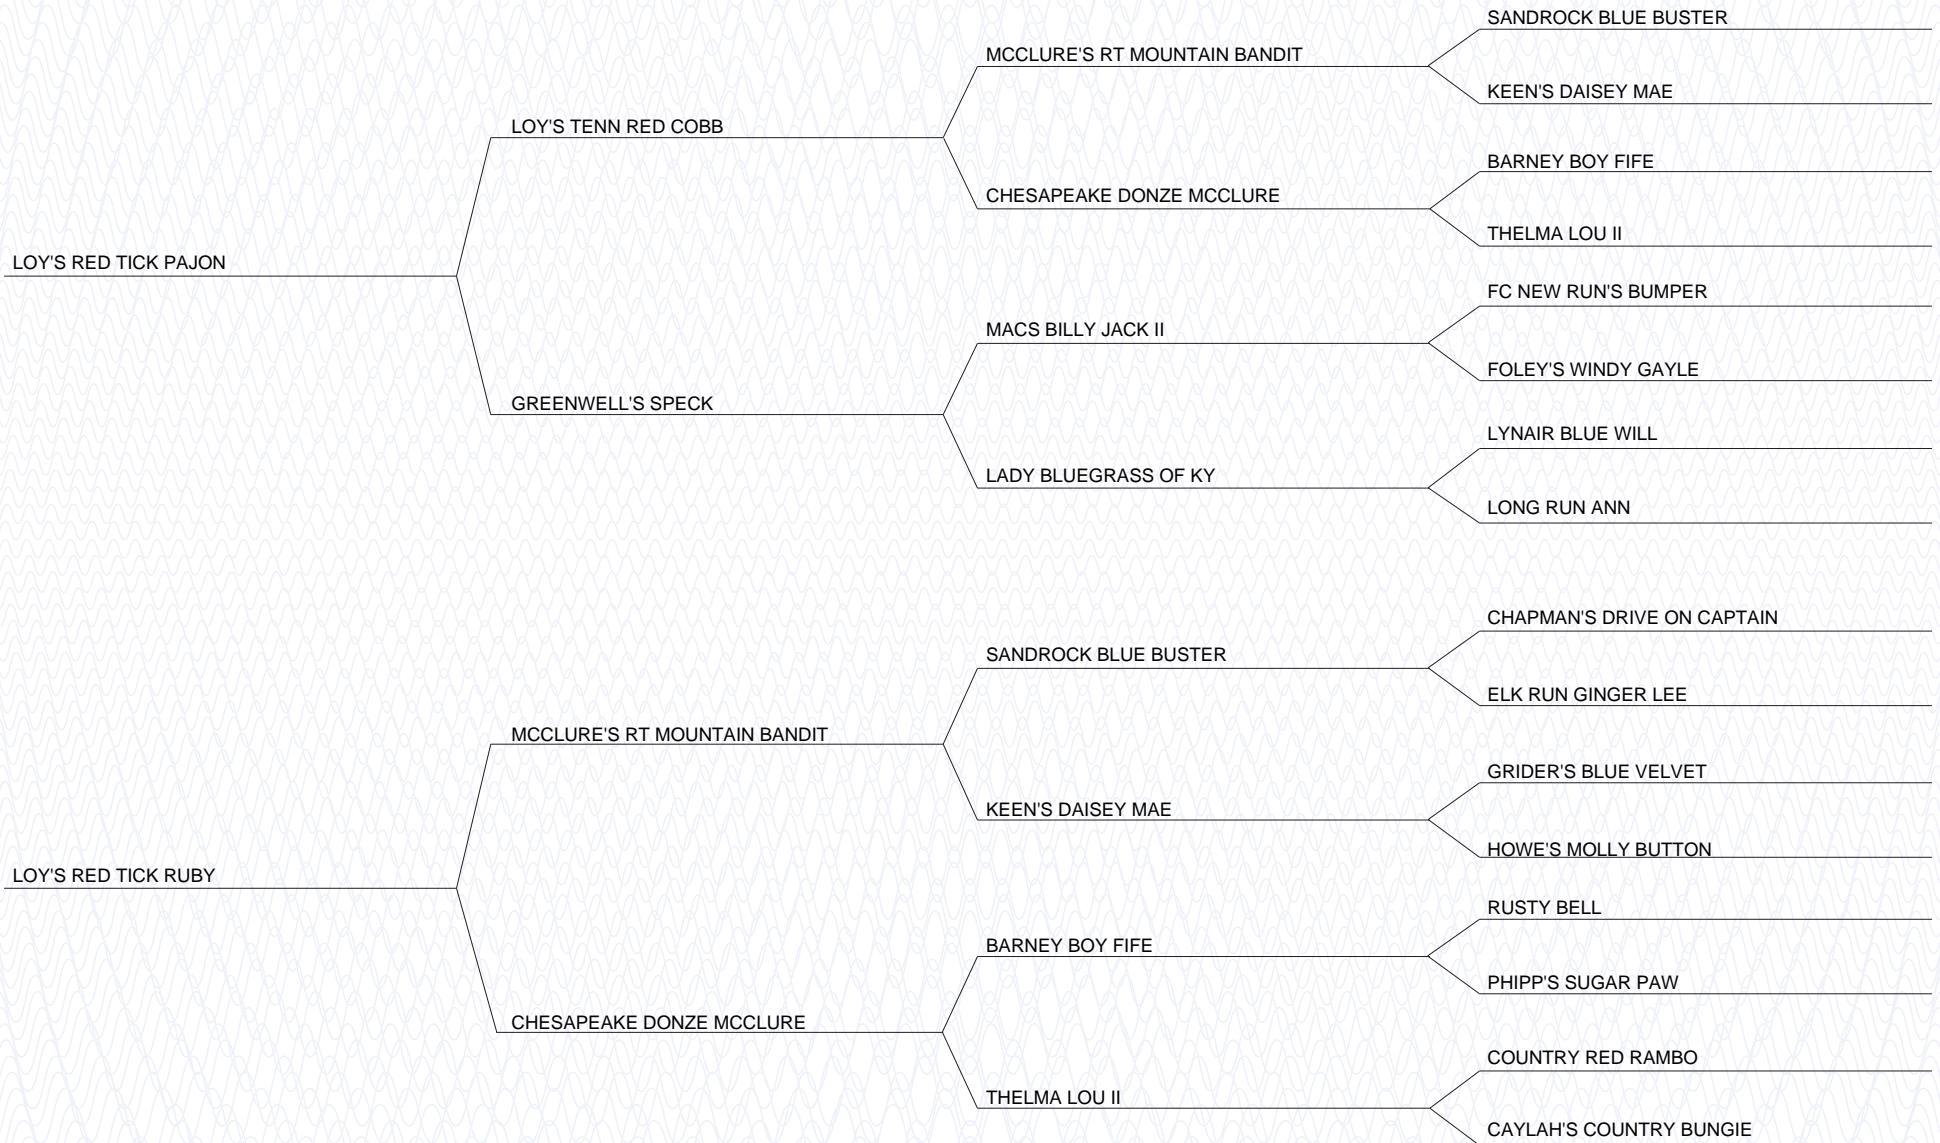 SANDROCK BLUE BUSTER
MCCLURE'S RT MOUNTAIN BANDIT
KEEN'S DAISEY MAE
LOY'S TENN RED COBB
BARNEY BOY FIFE
CHESAPEAKE DONZE MCCLURE
THELMA LOU II
LOY'S RED TICK PAJON
FC NEW RUN'S BUMPER
MACS BILLY JACK II
FOLEY'S WINDY GAYLE
GREENWELL'S SPECK
LYNAIR BLUE WILL
LADY BLUEGRASS OF KY
LONG RUN ANN
CHAPMAN'S DRIVE ON CAPTAIN
SANDROCK BLUE BUSTER
ELK RUN GINGER LEE
MCCLURE'S RT MOUNTAIN BANDIT
GRIDER'S BLUE VELVET
KEEN'S DAISEY MAE
HOWE'S MOLLY BUTTON
LOY'S RED TICK RUBY
RUSTY BELL
BARNEY BOY FIFE
PHIPP'S SUGAR PAW
CHESAPEAKE DONZE MCCLURE
COUNTRY RED RAMBO
THELMA LOU II
CAYLAH'S COUNTRY BUNGIE